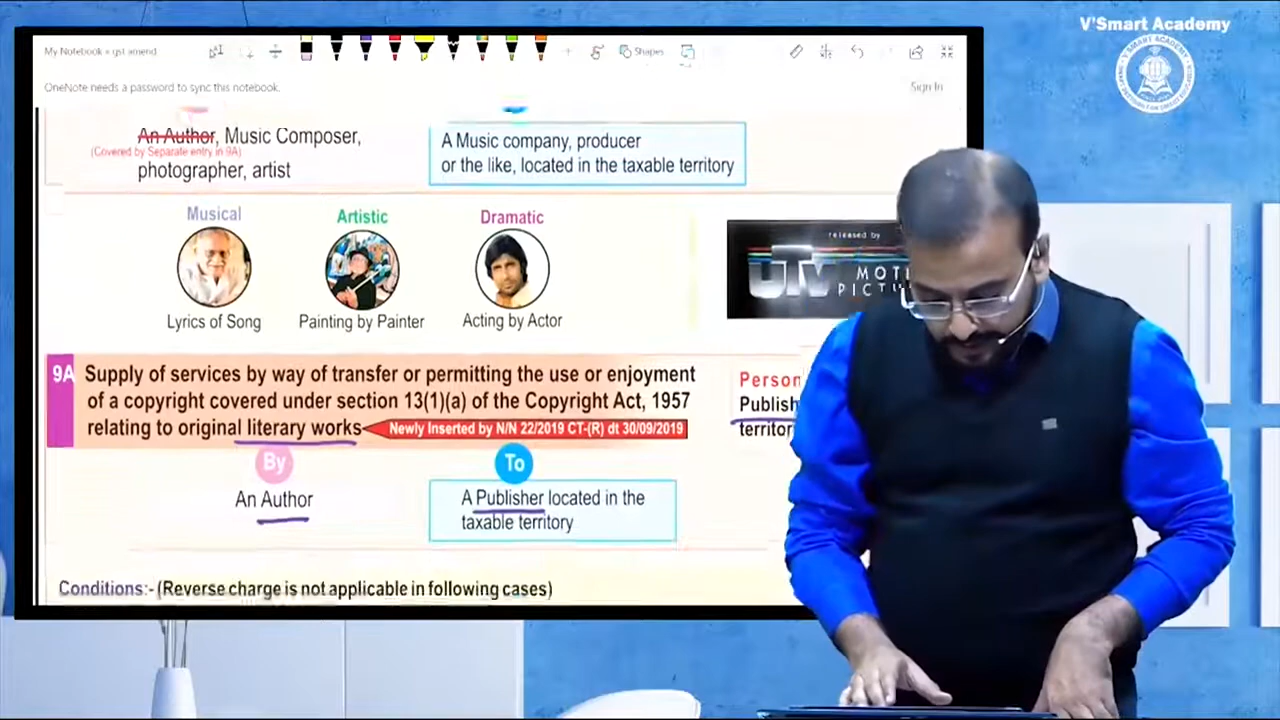 V'Smart Academy
My Notebook » gst amend
Shapes
OneNote needs a password to sync this notebook.
Sign In
An Author, Music Composer,
(Covered by Separate entry in 9A)
photographer, artist
A Music company, producer
or the like, located in the taxable territory
Musical
Artistic
Dramatic
released by
UTV MOTI
PICTU
Lyrics of Song
Painting by Painter
Acting by Actor
9A Supply of services by way of transfer or permitting the use or enjoyment
of a copyright covered under section 13(1)(a) of the Copyright Act, 1957
relating to original literary works
Newly Inserted by N/N 22/2019 CT-(R) dt 30/09/2019
Person
Publish
territor
By
To
An Author
A Publisher located in the
taxable territory
Conditions:- (Reverse charge is not applicable in following cases)